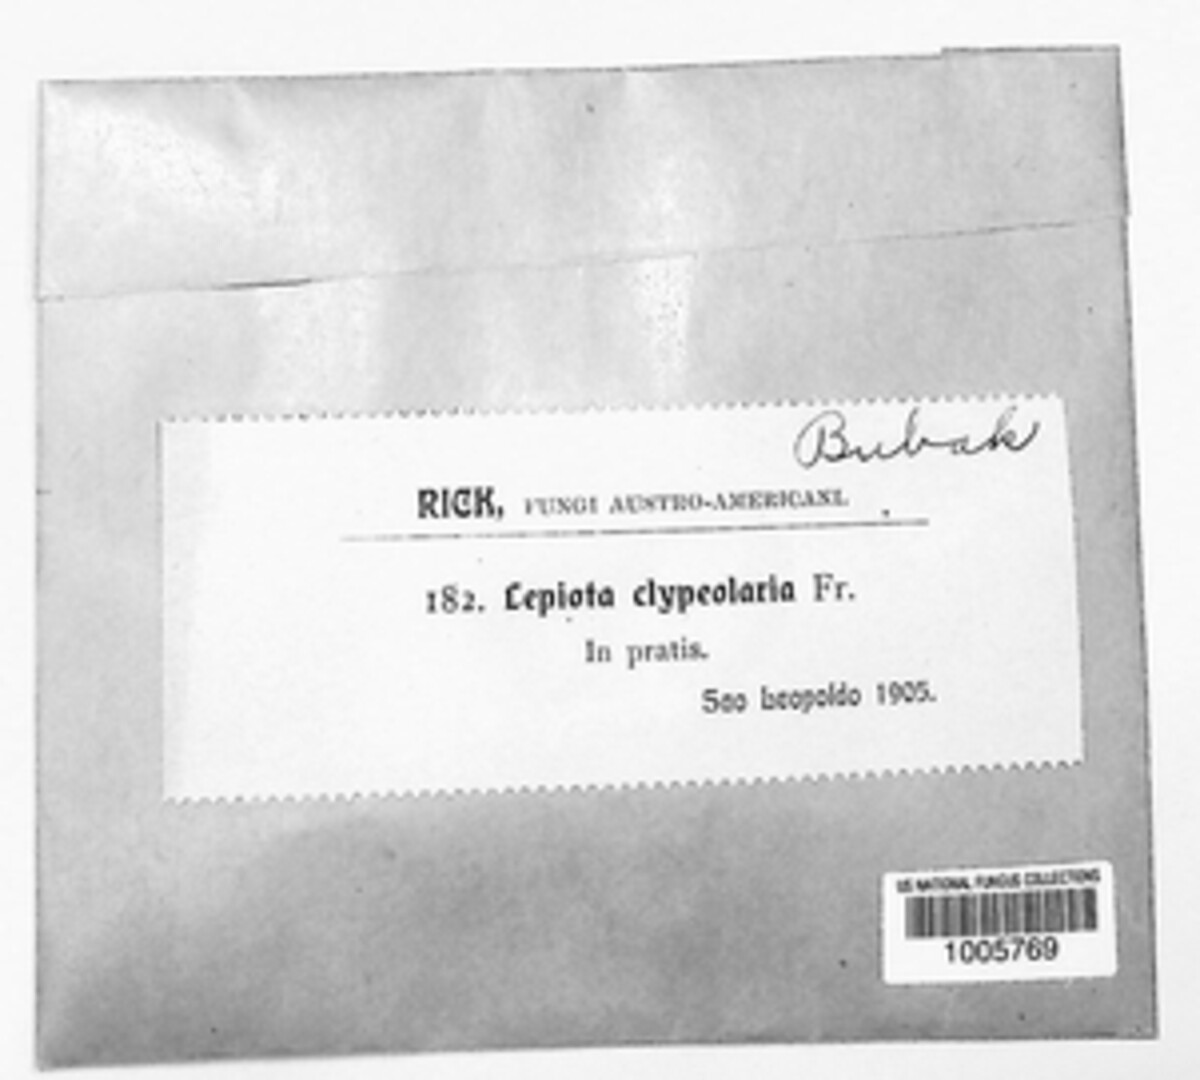 Bubak
RICK, FUNGI AUSTRO-AMERICANI.
182. Lepiota clypeolaria Fr.
In pratis.
Sao Leopoldo 1905.
US NATIONAL FUNGUS COLLECTIONS
1005769